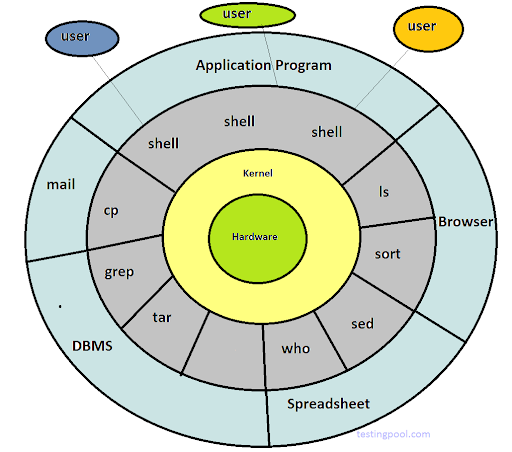 user
user
user
Application Program
shell
shell
shell
mail
Kernel
cp
ls
Browser
Hardware
sort
grep
tar
sed
DBMS
who
Spreadsheet
testingpool.com